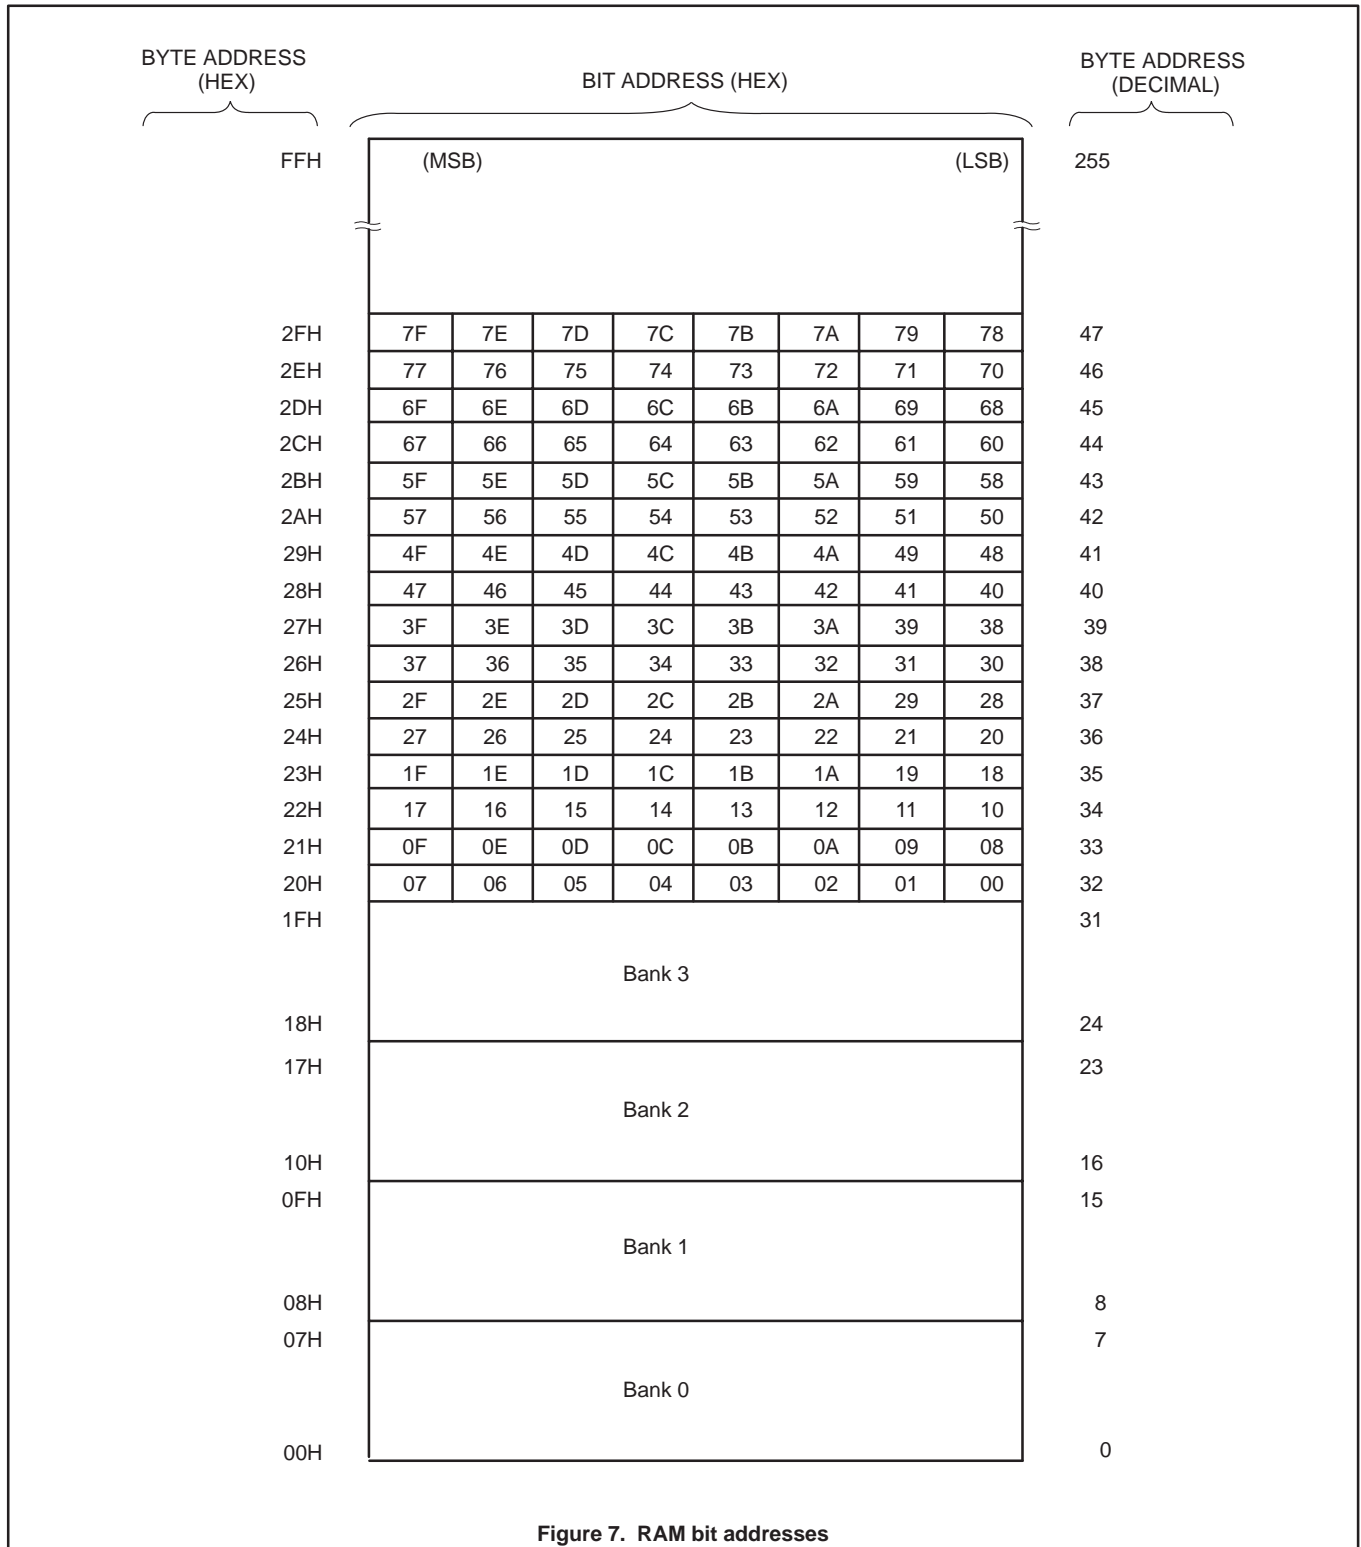 BYTE ADDRESS
(HEX)
BIT ADDRESS (HEX)
BYTE ADDRESS
(DECIMAL)
FFH (MSB) (LSB) 255
2FH 7F 7E 7D 7C 7B 7A 79 78 47
2EH 77 76 75 74 73 72 71 70 46
2DH 6F 6E 6D 6C 6B 6A 69 68 45
2CH 67 66 65 64 63 62 61 60 44
2BH 5F 5E 5D 5C 5B 5A 59 58 43
2AH 57 56 55 54 53 52 51 50 42
29H 4F 4E 4D 4C 4B 4A 49 48 41
28H 47 46 45 44 43 42 41 40 40
27H 3F 3E 3D 3C 3B 3A 39 38 39
26H 37 36 35 34 33 32 31 30 38
25H 2F 2E 2D 2C 2B 2A 29 28 37
24H 27 26 25 24 23 22 21 20 36
23H 1F 1E 1D 1C 1B 1A 19 18 35
22H 17 16 15 14 13 12 11 10 34
21H 0F 0E 0D 0C 0B 0A 09 08 33
20H 07 06 05 04 03 02 01 00 32
1FH 31
Bank 3
18H 24
17H 23
Bank 2
10H 16
0FH 15
Bank 1
08H 8
07H 7
Bank 0
00H 0
Figure 7. RAM bit addresses